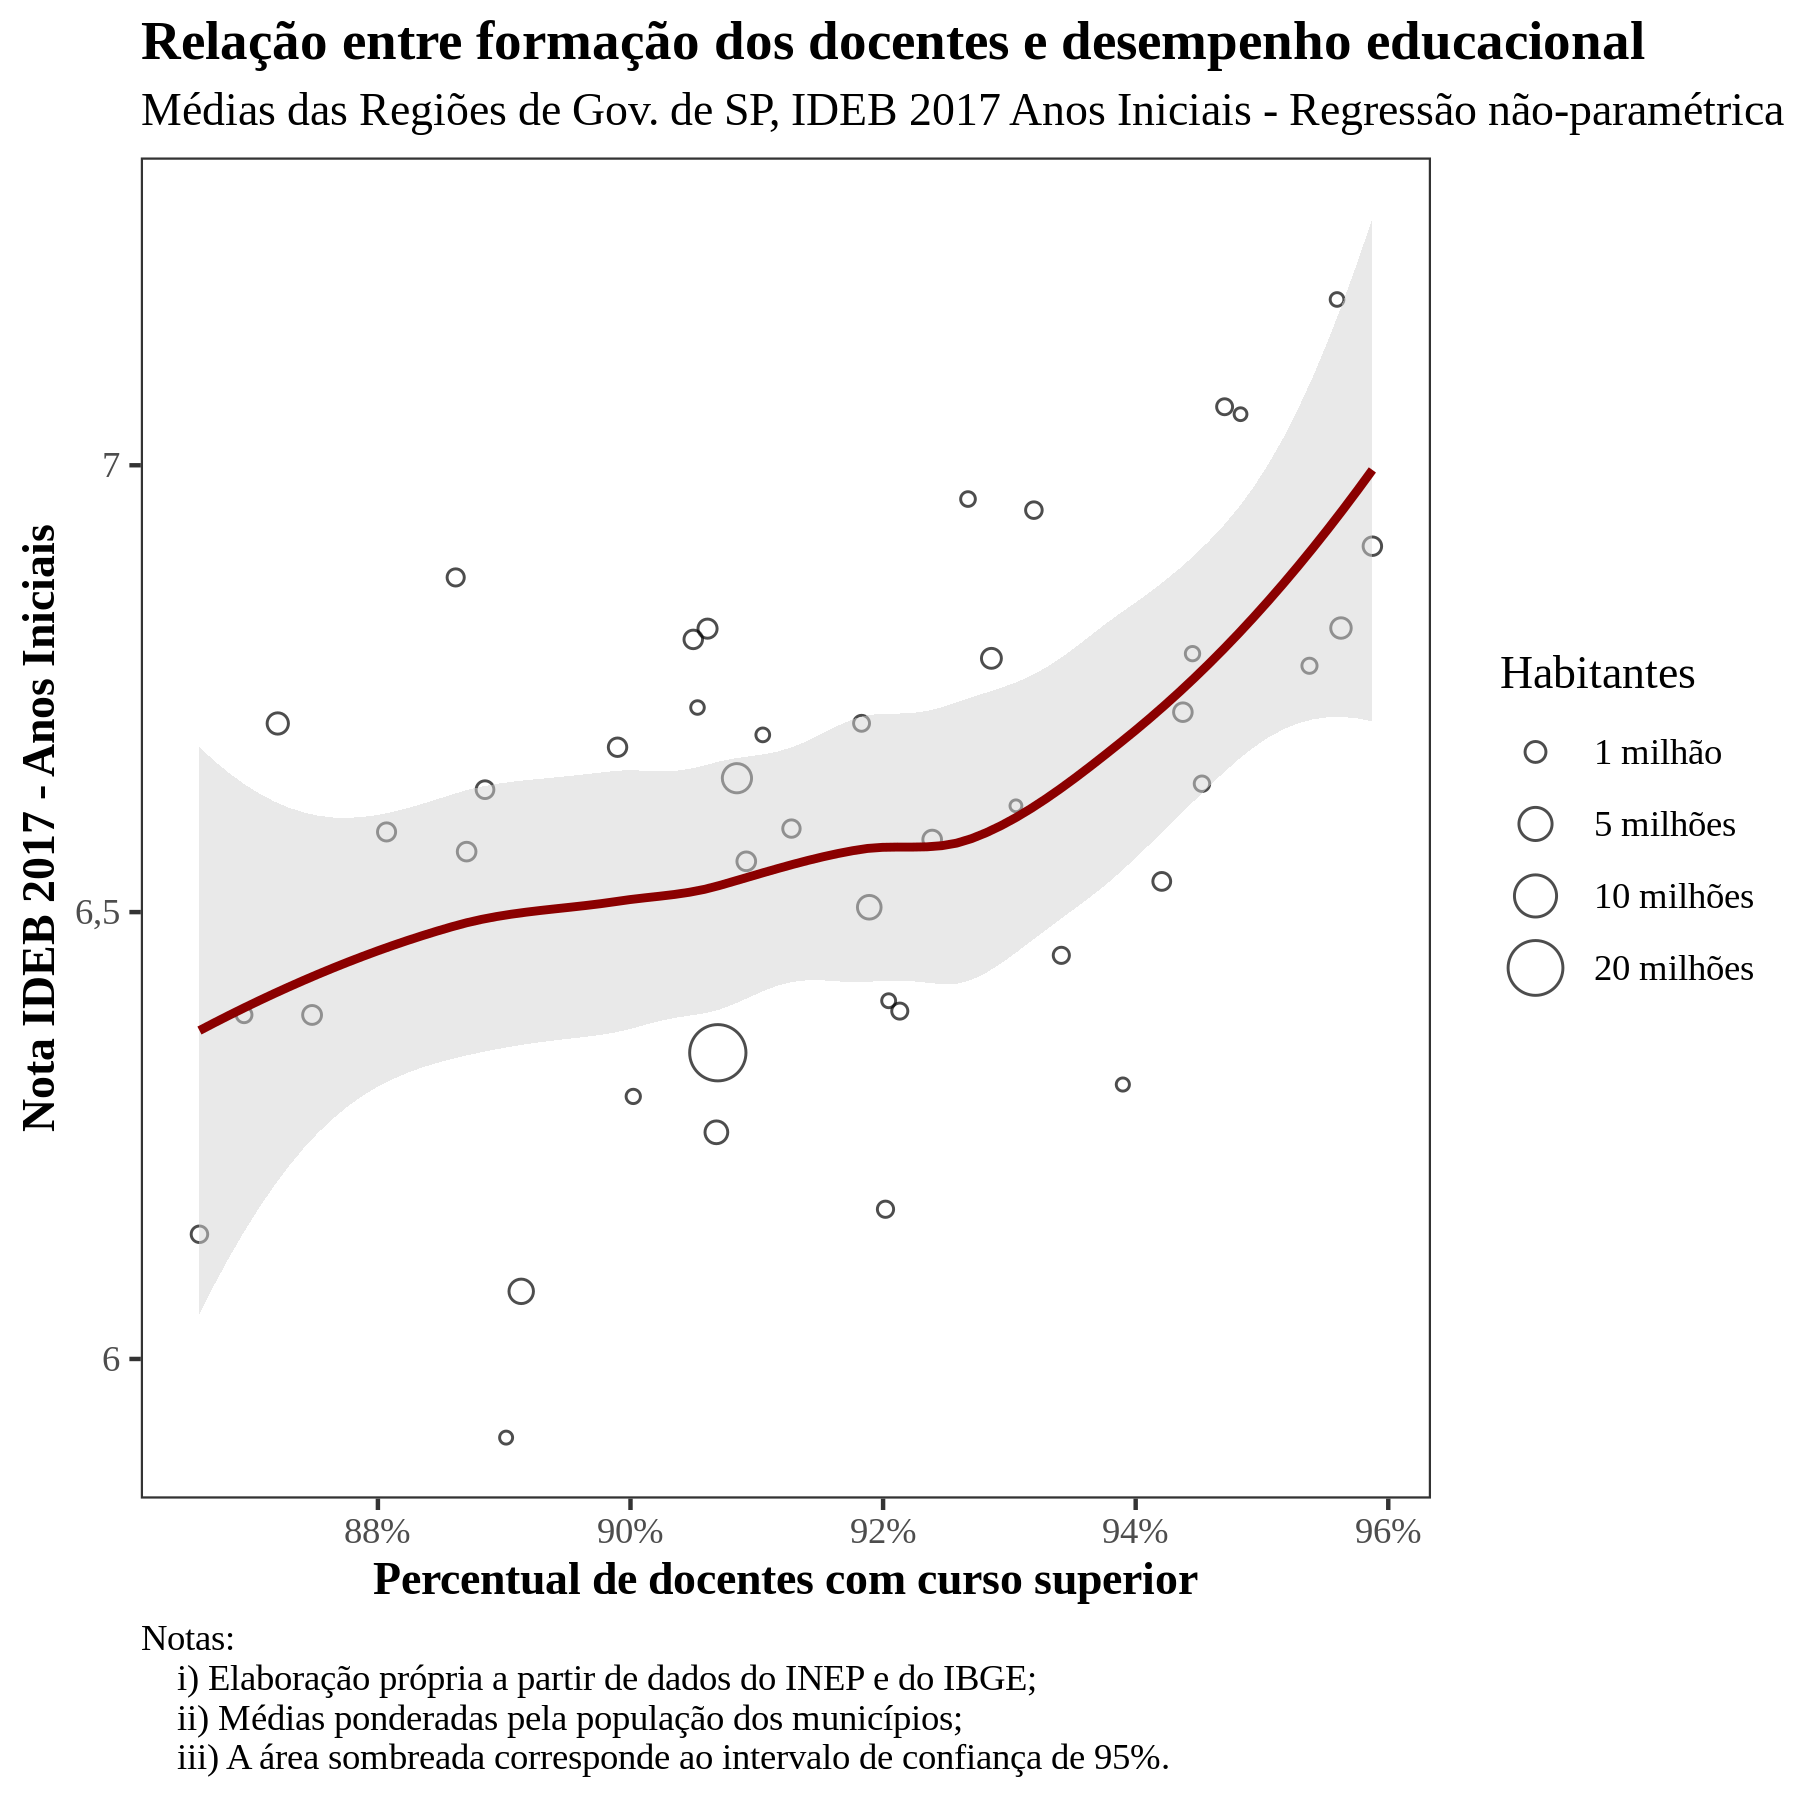 Relação entre formação dos docentes e desempenho educacional
Médias das Regiões de Gov. de SP, IDEB 2017 Anos Iniciais - Regressão não-paramétrica
Nota IDEB 2017 - Anos Iniciais
7
6,5
6
88%
90%
92%
94%
96%
Percentual de docentes com curso superior
Habitantes
1 milhão
5 milhões
10 milhões
20 milhões
Notas:
i) Elaboração própria a partir de dados do INEP e do IBGE;
ii) Médias ponderadas pela população dos municípios;
iii) A área sombreada corresponde ao intervalo de confiança de 95%.